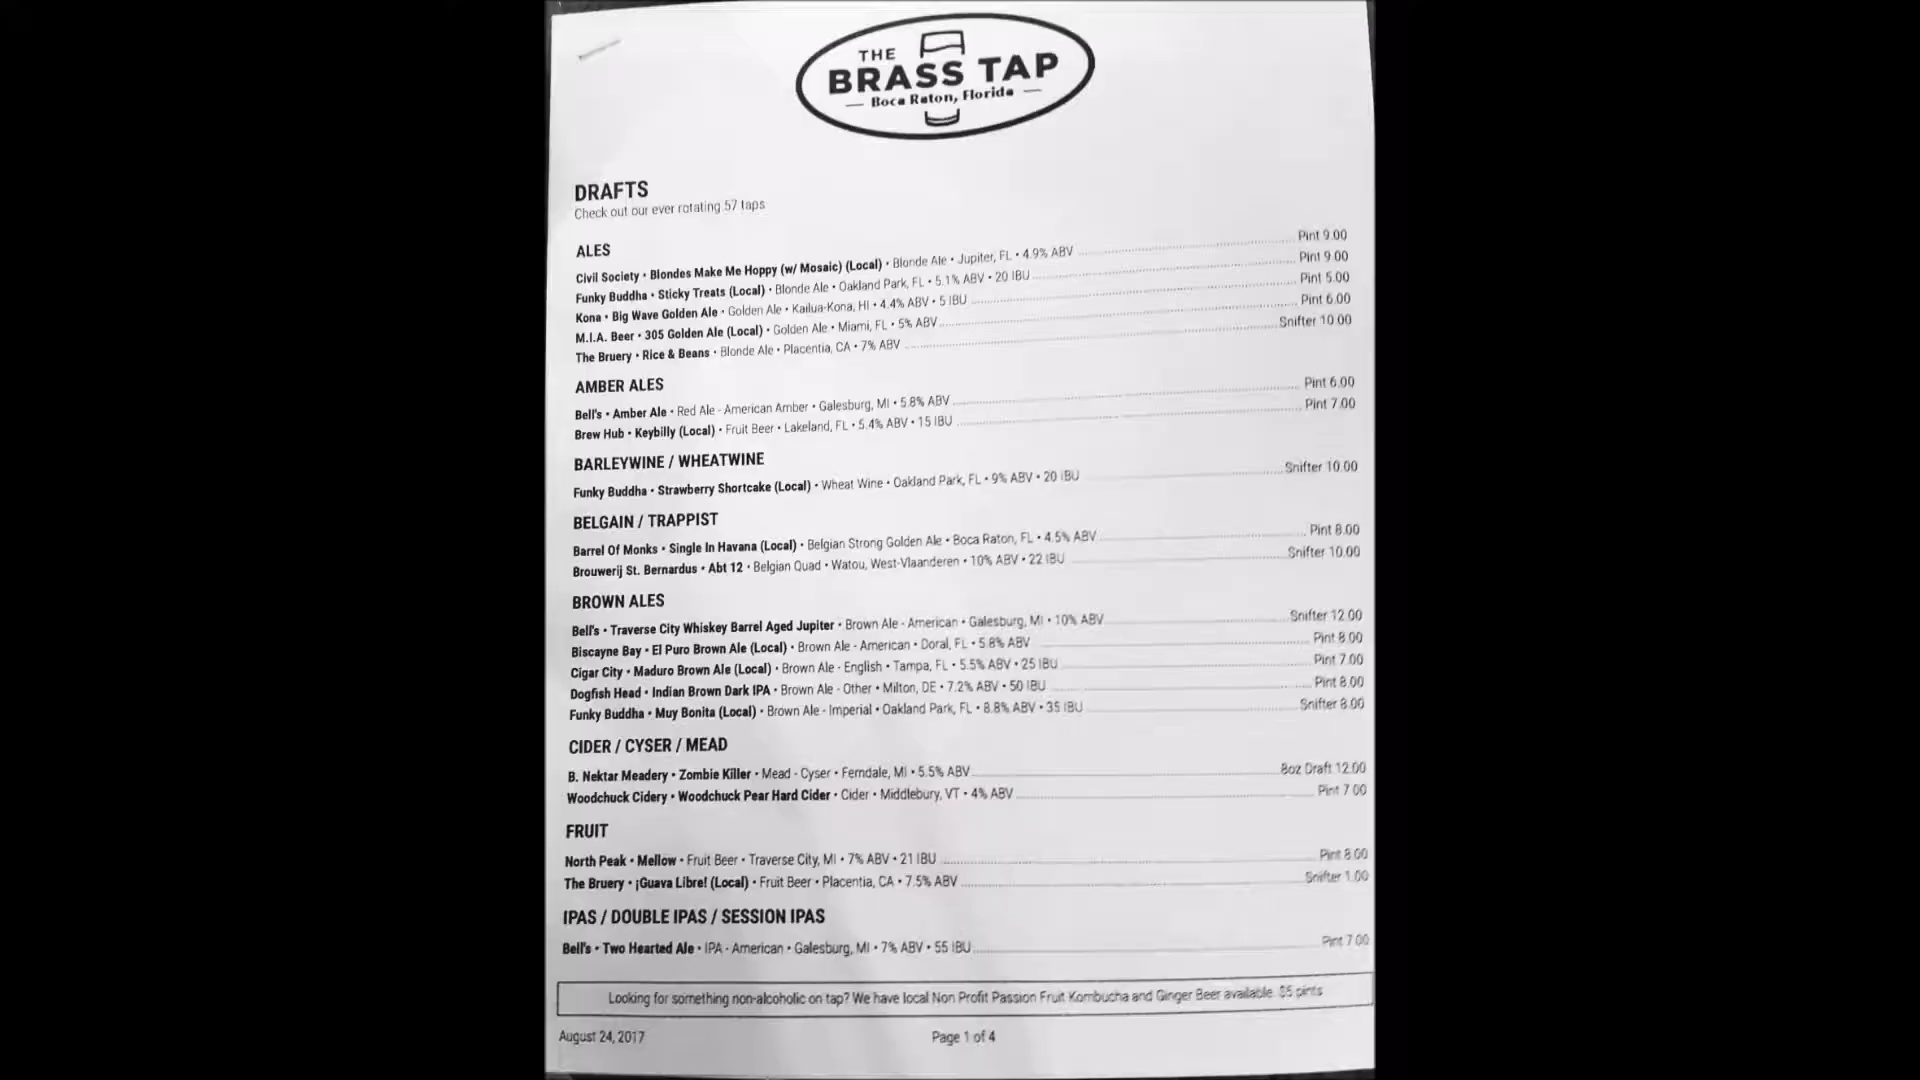 THE
BRASS TAP
Boca Raton, Florida
DRAFTS
Check out our ever rotating 57 taps
ALES
Civil Society • Blondes Make Me Hoppy (w/ Mosaic) (Local) • Blonde Ale • Jupiter, FL • 4.9% ABV Pint 9.00
Funky Buddha • Sticky Treats (Local) • Blonde Ale • Oakland Park, FL • 5.1% ABV • 20 IBU Pint 9.00
Kona • Big Wave Golden Ale • Golden Ale • Kailua-Kona, HI • 4.4% ABV • 5 IBU Pint 5.00
M.I.A. Beer • 305 Golden Ale (Local) • Golden Ale • Miami, FL • 5% ABV Pint 6.00
The Bruery • Rice & Beans • Blonde Ale • Placentia, CA • 7% ABV Snifter 10.00
AMBER ALES
Bell's • Amber Ale • Red Ale - American Amber • Galesburg, MI • 5.8% ABV Pint 6.00
Brew Hub • Keybilly (Local) • Fruit Beer • Lakeland, FL • 5.4% ABV • 15 IBU Pint 7.00
BARLEYWINE / WHEATWINE
Funky Buddha • Strawberry Shortcake (Local) • Wheat Wine • Oakland Park, FL • 9% ABV • 20 IBU Snifter 10.00
BELGAIN / TRAPPIST
Barrel Of Monks • Single In Havana (Local) • Belgian Strong Golden Ale • Boca Raton, FL • 4.5% ABV Pint 8.00
Brouwerij St. Bernardus • Abt 12 • Belgian Quad • Watou, West-Vlaanderen • 10% ABV • 22 IBU Snifter 10.00
BROWN ALES
Bell's • Traverse City Whiskey Barrel Aged Jupiter • Brown Ale - American • Galesburg, MI • 10% ABV Snifter 12.00
Biscayne Bay • El Puro Brown Ale (Local) • Brown Ale - American • Doral, FL • 5.8% ABV Pint 8.00
Cigar City • Maduro Brown Ale (Local) • Brown Ale - English • Tampa, FL • 5.5% ABV • 25 IBU Pint 7.00
Dogfish Head • Indian Brown Dark IPA • Brown Ale - Other • Milton, DE • 7.2% ABV • 50 IBU Pint 8.00
Funky Buddha • Muy Bonita (Local) • Brown Ale - Imperial • Oakland Park, FL • 8.8% ABV • 35 IBU Snifter 8.00
CIDER / CYSER / MEAD
B. Nektar Meadery • Zombie Killer • Mead - Cyser • Ferndale, MI • 5.5% ABV 8oz Draft 12.00
Woodchuck Cidery • Woodchuck Pear Hard Cider • Cider • Middlebury, VT • 4% ABV Pint 7.00
FRUIT
North Peak • Mellow • Fruit Beer • Traverse City, MI • 7% ABV • 21 IBU Pint 8.00
The Bruery • ¡Guava Libre! (Local) • Fruit Beer • Placentia, CA • 7.5% ABV Snifter 1.00
IPAS / DOUBLE IPAS / SESSION IPAS
Bell's • Two Hearted Ale • IPA - American • Galesburg, MI • 7% ABV • 55 IBU Pint 7.00
Looking for something non-alcoholic on tap? We have local Non Profit Passion Fruit Kombucha and Ginger Beer available. $5 pints
August 24, 2017 Page 1 of 4